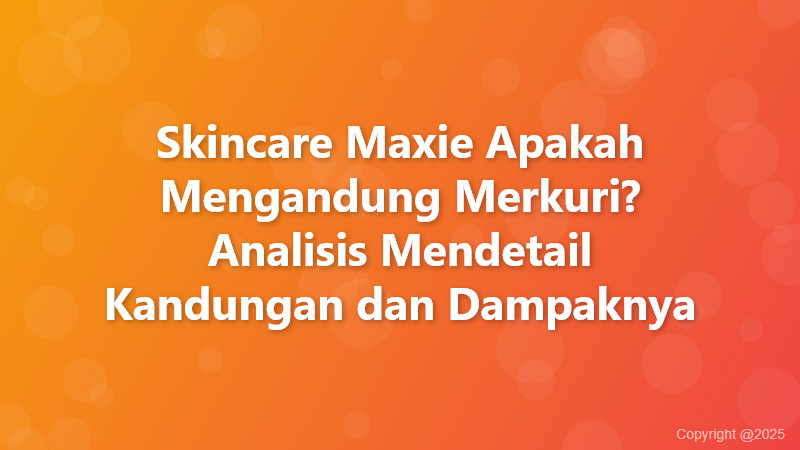 Skincare Maxie Apakah
Mengandung Merkuri?
Analisis Mendetail
Kandungan dan Dampaknya
Copyright @2025